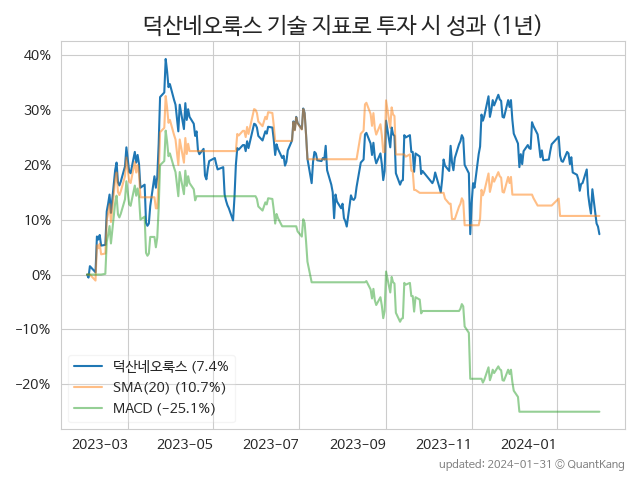 덕산네오룩스 기술 지표로 투자 시 성과 (1년)
40%
30%
20%
10%
0%
−10%
−20%
덕산네오룩스 (7.4%
SMA(20) (10.7%)
MACD (−25.1%)
2023-03 2023-05 2023-07 2023-09 2023-11 2024-01
updated: 2024-01-31 © QuantKang